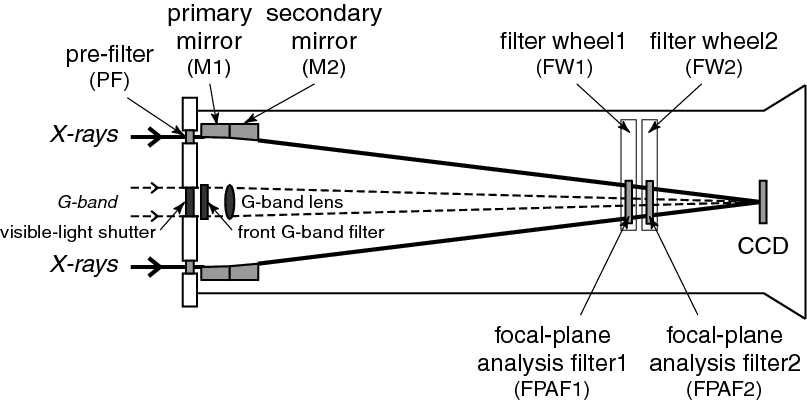 primary
mirror
(M1)
secondary
mirror
(M2)
pre-filter
(PF)
filter wheel1
(FW1)
filter wheel2
(FW2)
X-rays
G-band
G-band lens
visible-light shutter
front G-band filter
X-rays
CCD
focal-plane
analysis filter1
(FPAF1)
focal-plane
analysis filter2
(FPAF2)